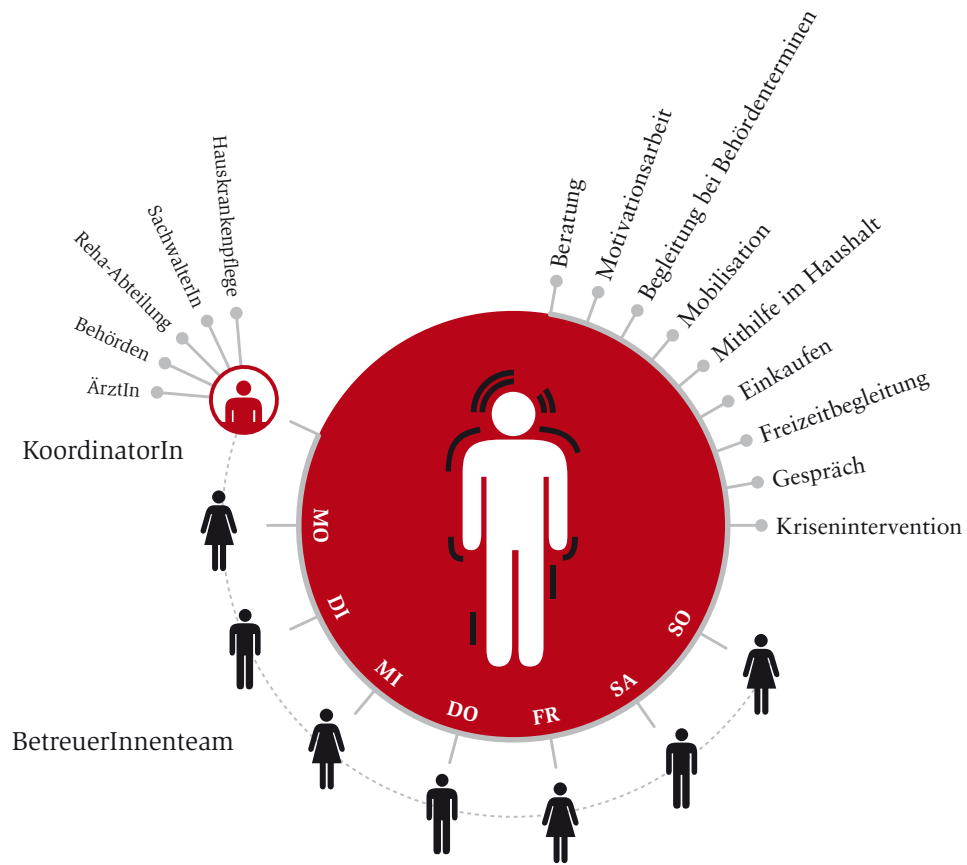 Hauskrankenpflege
SachwalterIn
Reha-Abteilung
Behörden
ÄrztIn
KoordinatorIn
Beratung
Motivationsarbeit
Begleitung bei Behördenterminen
Mobilisation
Mithilfe im Haushalt
Einkaufen
Freizeitbegleitung
Gespräch
Krisenintervention
MO
DI
MI
DO
FR
SA
SO
BetreuerInnenteam